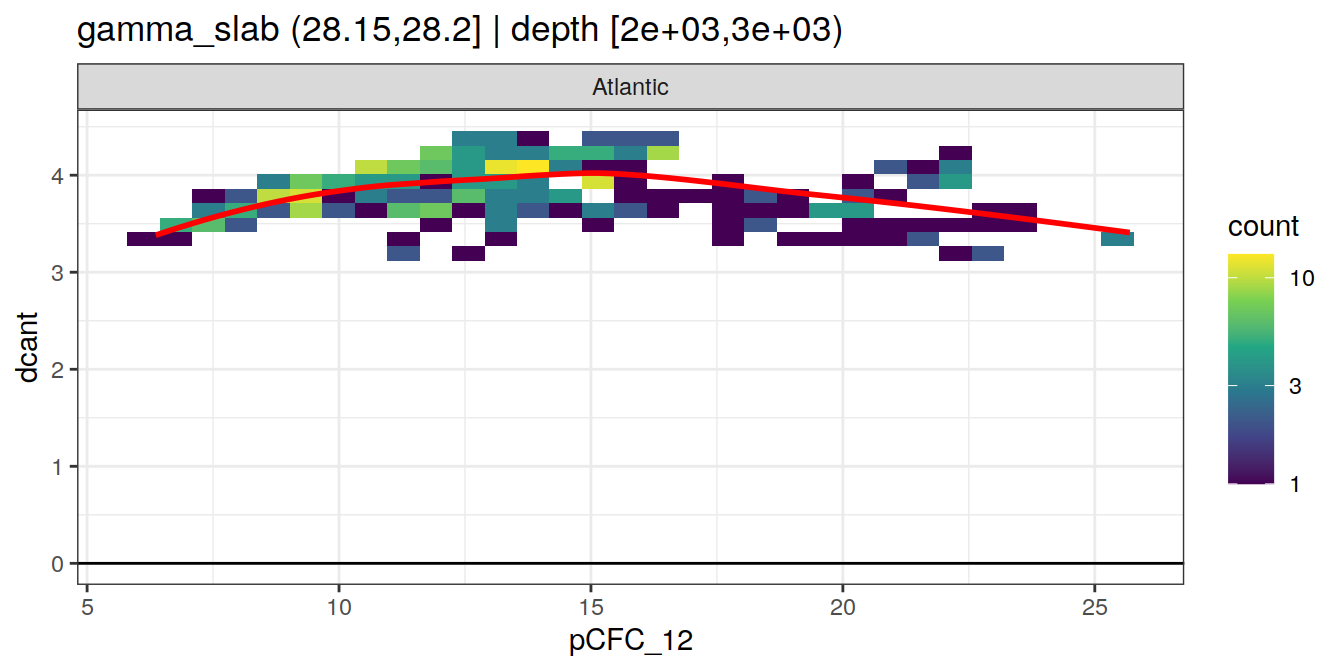 gamma_slab (28.15,28.2] | depth [2e+03,3e+03)
Atlantic
dcant
4
3
2
1
0
5
10
15
20
25
pCFC_12
count
10
3
1